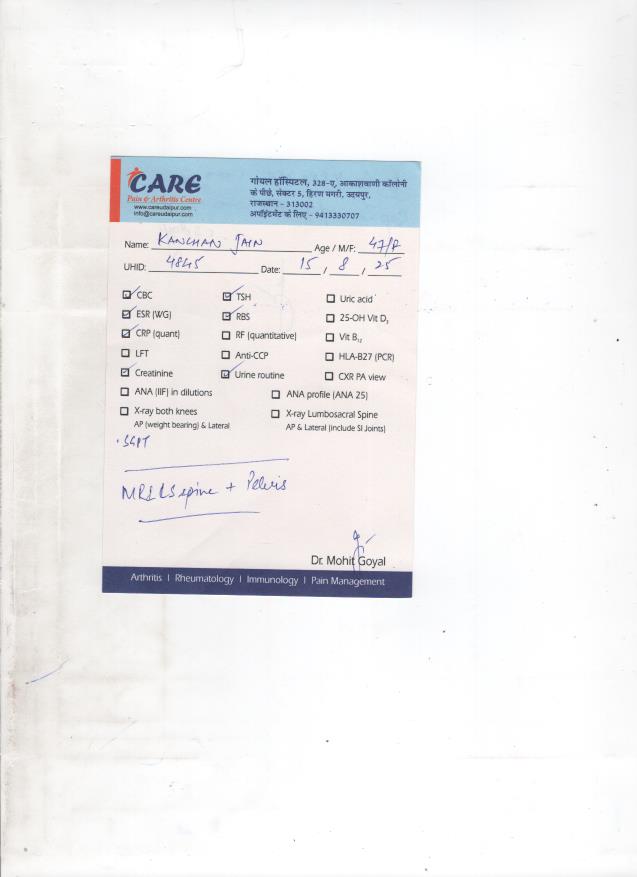 CARE
Pain & Arthritis Centre
www.careudaipur.com
info@careudaipur.com
गोयल हॉस्पिटल, 328-ए, आकाशवाणी कॉलोनी
के पीछे, सेक्टर 5, हिरण मगरी, उदयपुर,
राजस्थान - 313002
अपॉइंटमेंट के लिए - 9413330707
Name: KANCHAN JAIN Age / M/F: 47/F
UHID: 4845 Date: 15 / 8 / 25
☑ CBC ☑ TSH ☐ Uric acid
☑ ESR (WG) ☑ RBS ☐ 25-OH Vit D3
☑ CRP (quant) ☐ RF (quantitative) ☐ Vit B12
☐ LFT ☐ Anti-CCP ☐ HLA-B27 (PCR)
☑ Creatinine ☑ Urine routine ☐ CXR PA view
☐ ANA (IIF) in dilutions ☐ ANA profile (ANA 25)
☐ X-ray both knees ☐ X-ray Lumbosacral Spine
AP (weight bearing) & Lateral AP & Lateral (include SI Joints)
SGPT
MRI LS spine + Pelvis
Dr. Mohit Goyal
Arthritis | Rheumatology | Immunology | Pain Management